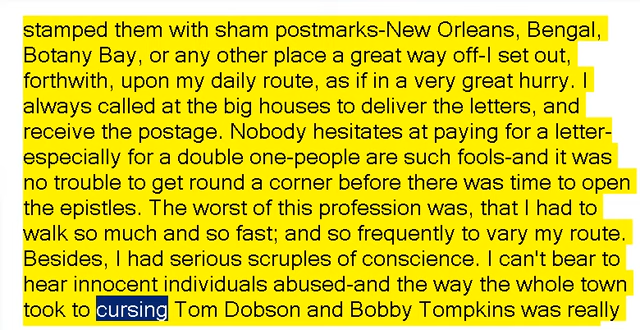 stamped them with sham postmarks-New Orleans, Bengal,
Botany Bay, or any other place a great way off-I set out,
forthwith, upon my daily route, as if in a very great hurry. I
always called at the big houses to deliver the letters, and
receive the postage. Nobody hesitates at paying for a letter-
especially for a double one-people are such fools-and it was
no trouble to get round a corner before there was time to open
the epistles. The worst of this profession was, that I had to
walk so much and so fast; and so frequently to vary my route.
Besides, I had serious scruples of conscience. I can't bear to
hear innocent individuals abused-and the way the whole town
took to cursing Tom Dobson and Bobby Tompkins was really